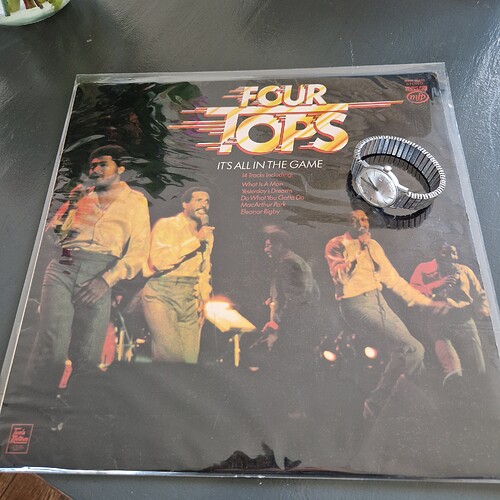 FOUR
TOPS
mfp
IT'S ALL IN THE GAME
14 Tracks Including:
What Is A Man
Yesterday's Dreams
Do What You Gotta Do
MacArthur Park
Eleanor Rigby